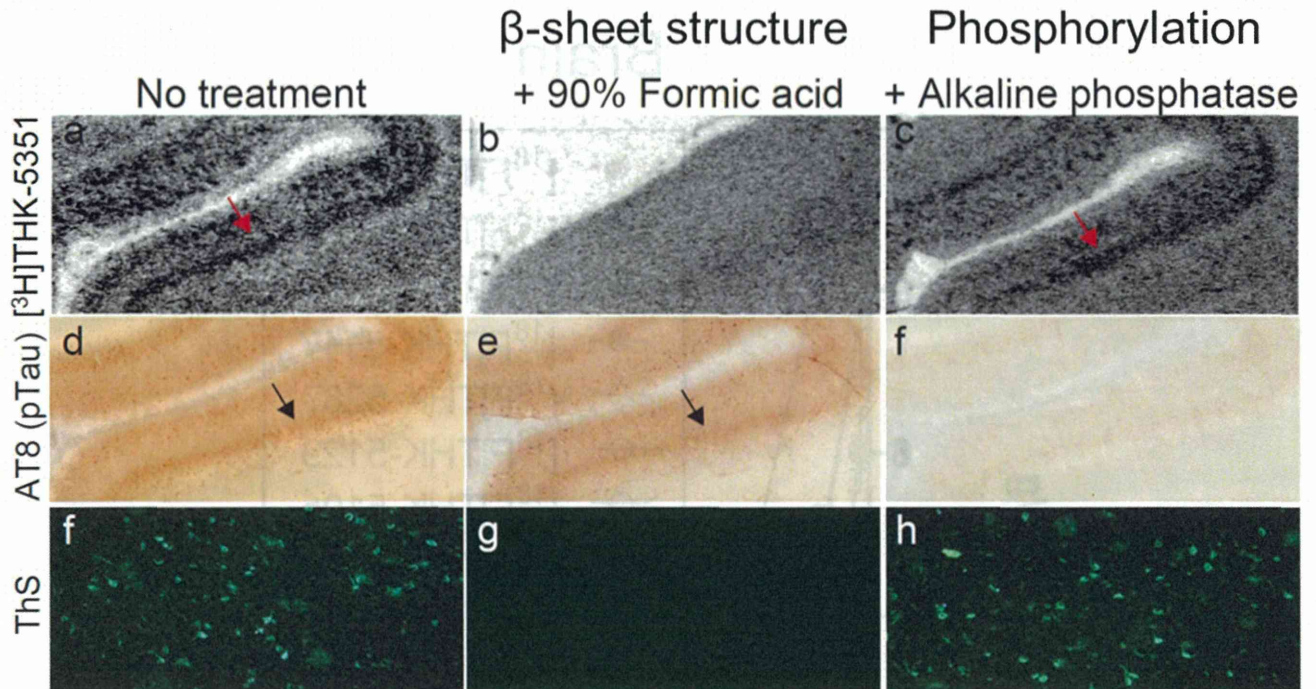 β-sheet structure
Phosphorylation
No treatment
+ 90% Formic acid
+ Alkaline phosphatase
[³H]THK-5351
a
b
c
AT8 (pTau)
d
e
f
ThS
f
g
h